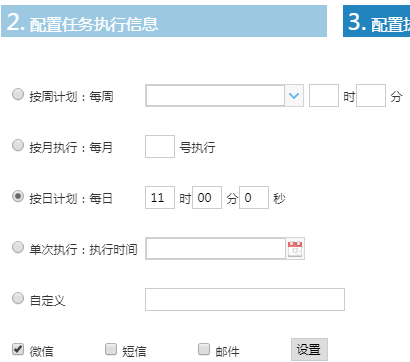 2. 配置任务执行信息 3. 配置
按周计划：每周 时 分
按月执行：每月 号执行
按日计划：每日 11 时 00 分 0 秒
单次执行：执行时间
自定义
微信 短信 邮件 设置